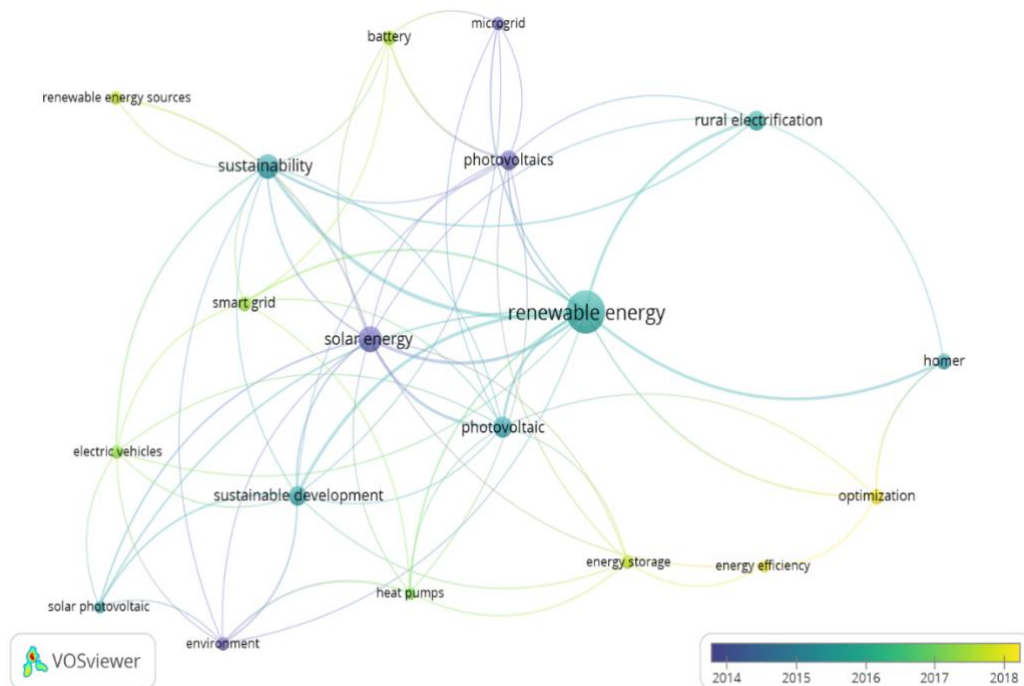 microgrid
battery
renewable energy sources
rural electrification
photovoltaics
sustainability
smart grid
renewable energy
solar energy
homer
photovoltaic
electric vehicles
sustainable development
optimization
energy storage
energy efficiency
heat pumps
solar photovoltaic
environment
VOSviewer
2014 2015 2016 2017 2018